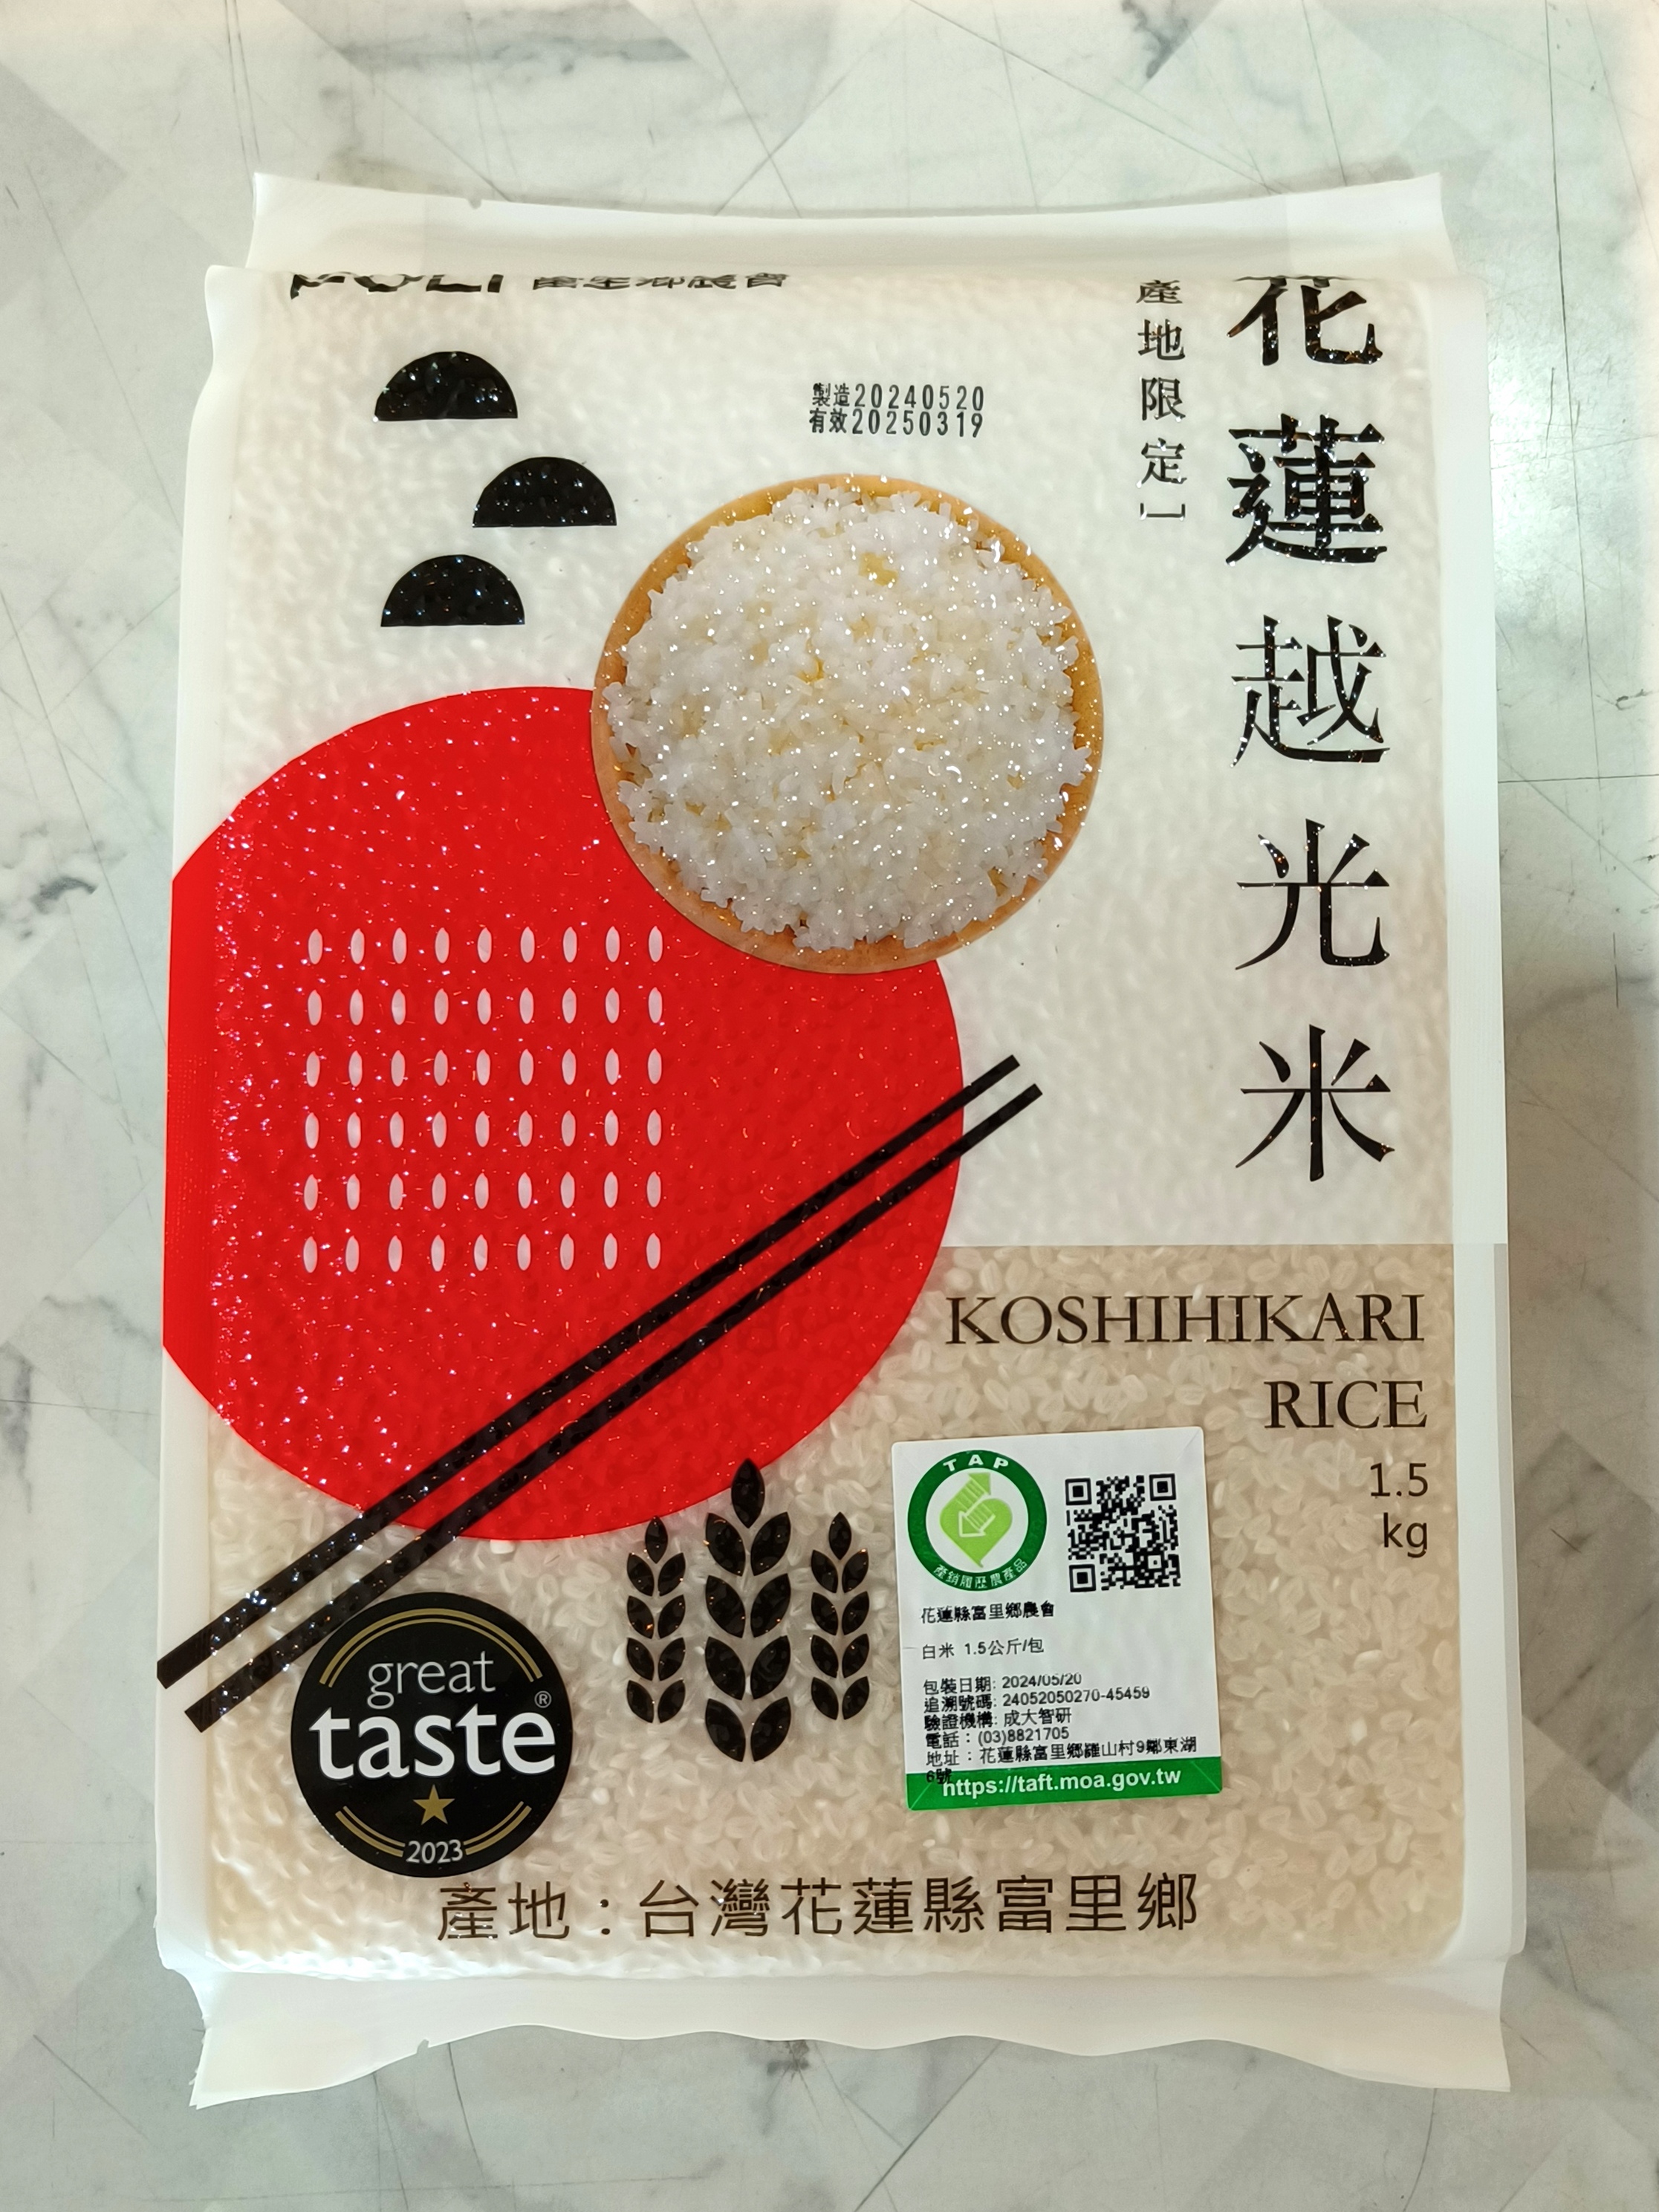 富里鄉農會
花蓮越光米
產地限定
製造20240520
有效20250319
KOSHIHIKARI
RICE
1.5
kg
TAP
產銷履歷農產品
花蓮縣富里鄉農會
白米 1.5公斤/包
包裝日期: 2024/05/20
追溯號碼: 24052050270-45459
驗證機構: 成大智研
電話：(03)8821705
地址：花蓮縣富里鄉羅山村9鄰東湖
6號
https://taft.moa.gov.tw
great
taste®
2023
產地：台灣花蓮縣富里鄉